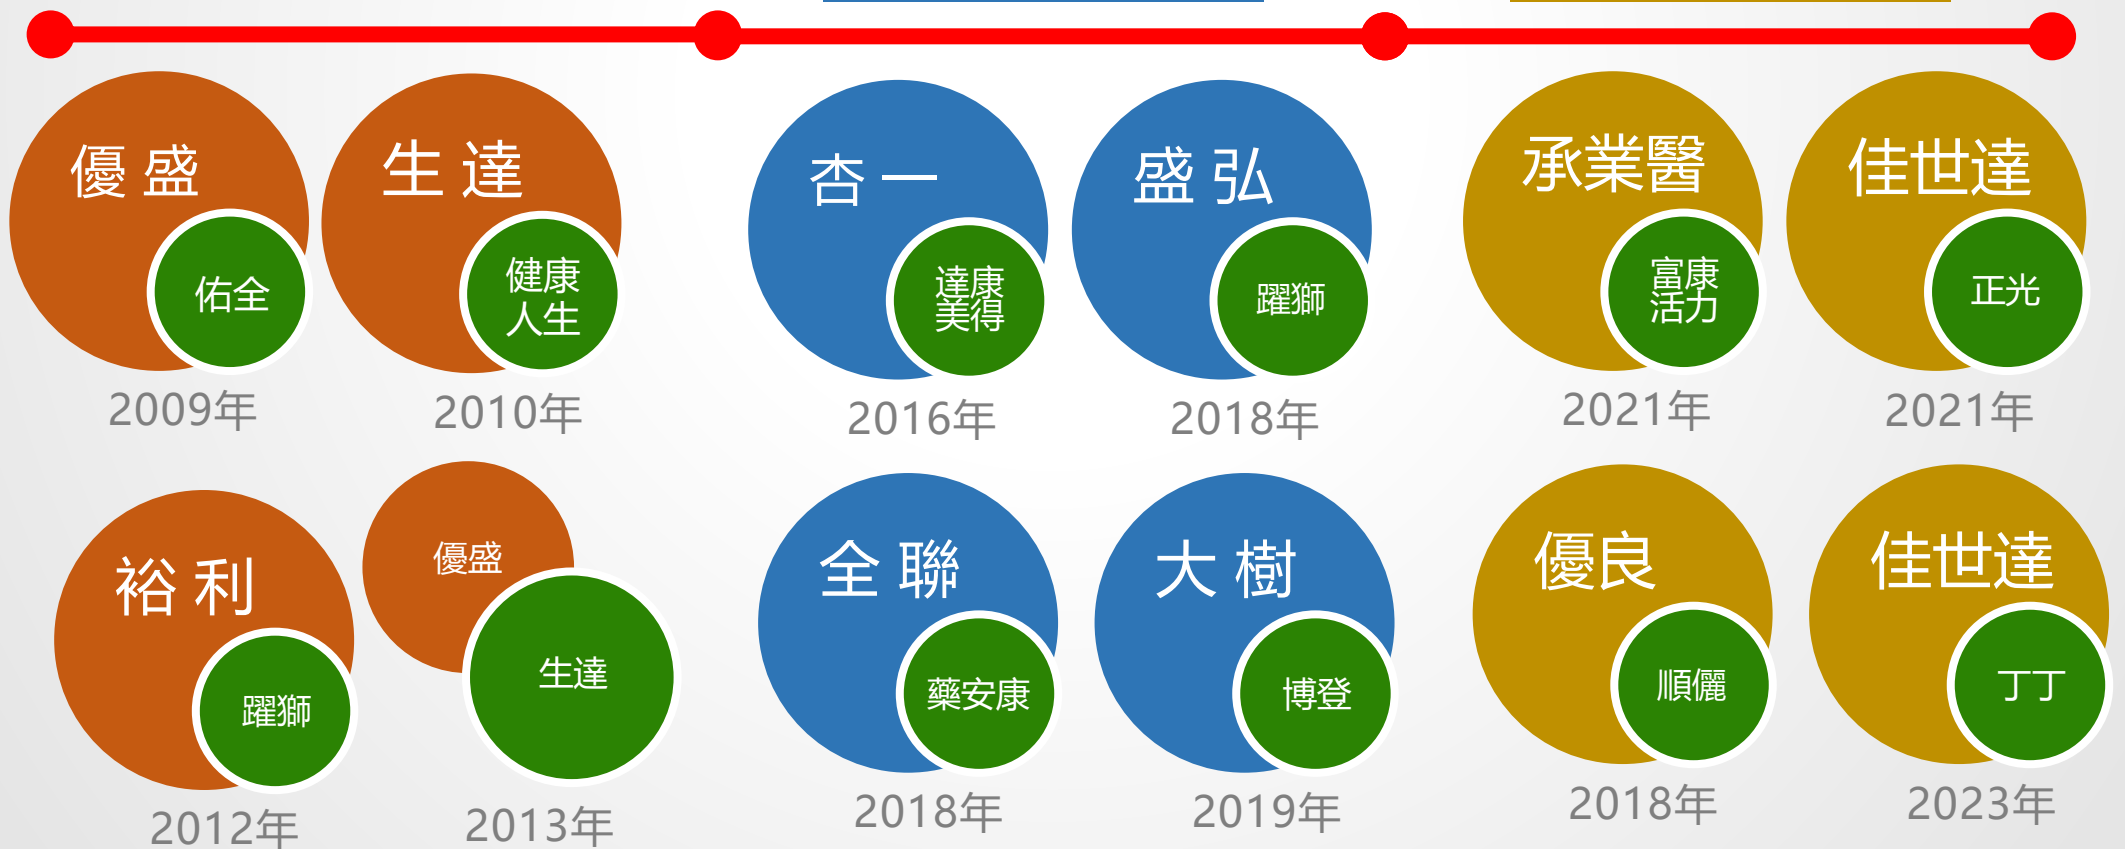 優盛
佑全
2009年
生達
健康
人生
2010年
杏一
達康
美得
2016年
盛弘
躍獅
2018年
承業醫
富康
活力
2021年
佳世達
正光
2021年
裕利
躍獅
2012年
優盛
生達
2013年
全聯
藥安康
2018年
大樹
博登
2019年
優良
順儷
2018年
佳世達
丁丁
2023年